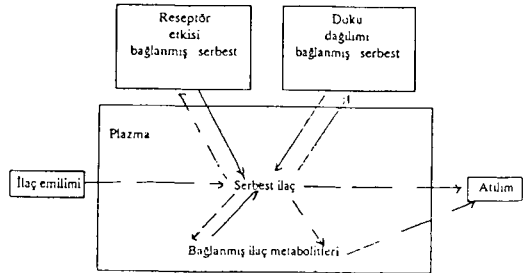 Reseptör
etkisi
bağlanmış serbest
Doku
dağılımı
bağlanmış serbest
Plazma
İlaç emilimi
Serbest ilaç
Atılım
Bağlanmış ilaç metabolitleri